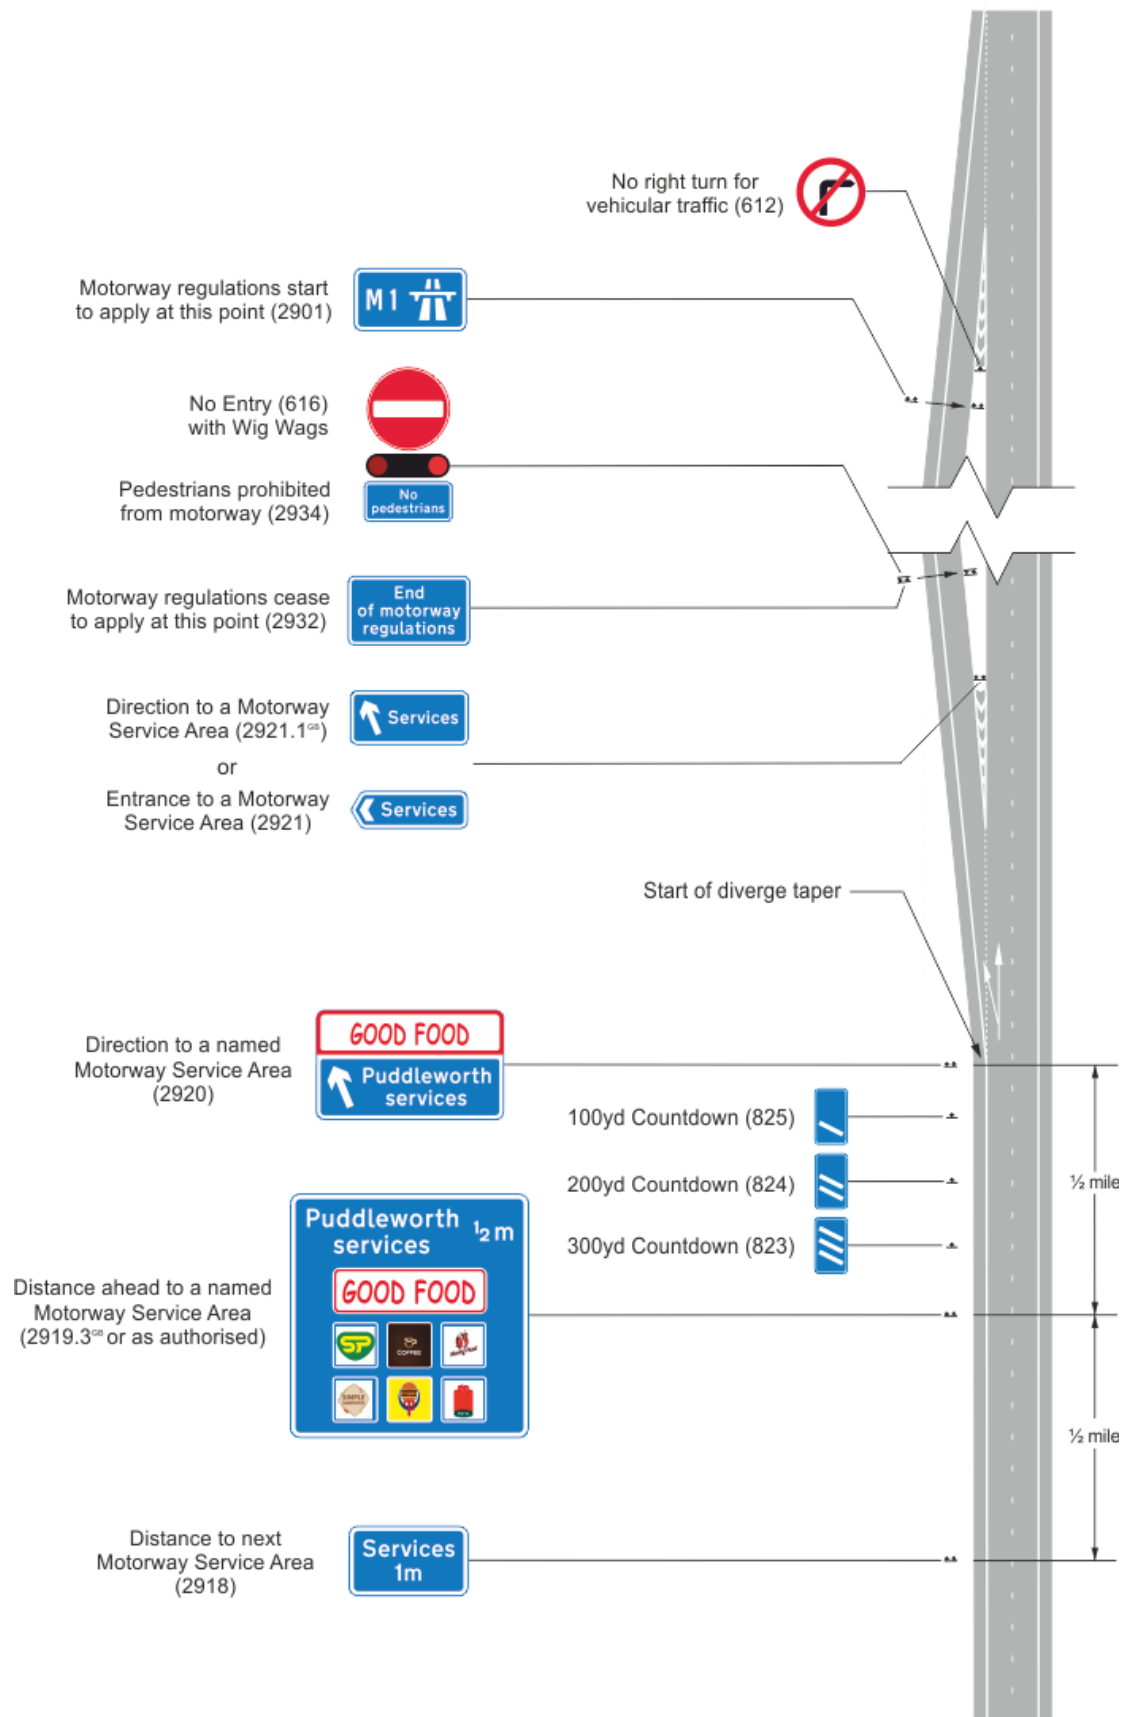 No right turn for
vehicular traffic (612)
Motorway regulations start
to apply at this point (2901)
M 1
No Entry (616)
with Wig Wags
Pedestrians prohibited
from motorway (2934)
No
pedestrians
Motorway regulations cease
to apply at this point (2932)
End
of motorway
regulations
Direction to a Motorway
Service Area (2921.1ᴳᴮ)
Services
or
Entrance to a Motorway
Service Area (2921)
Services
Start of diverge taper
Direction to a named
Motorway Service Area
(2920)
GOOD FOOD
Puddleworth
services
100yd Countdown (825)
200yd Countdown (824)
300yd Countdown (823)
½ mile
Distance ahead to a named
Motorway Service Area
(2919.3ᴳᴮ or as authorised)
Puddleworth
services
½ m
GOOD FOOD
SP
COFFEE
SIMPLE
½ mile
Distance to next
Motorway Service Area
(2918)
Services
1m